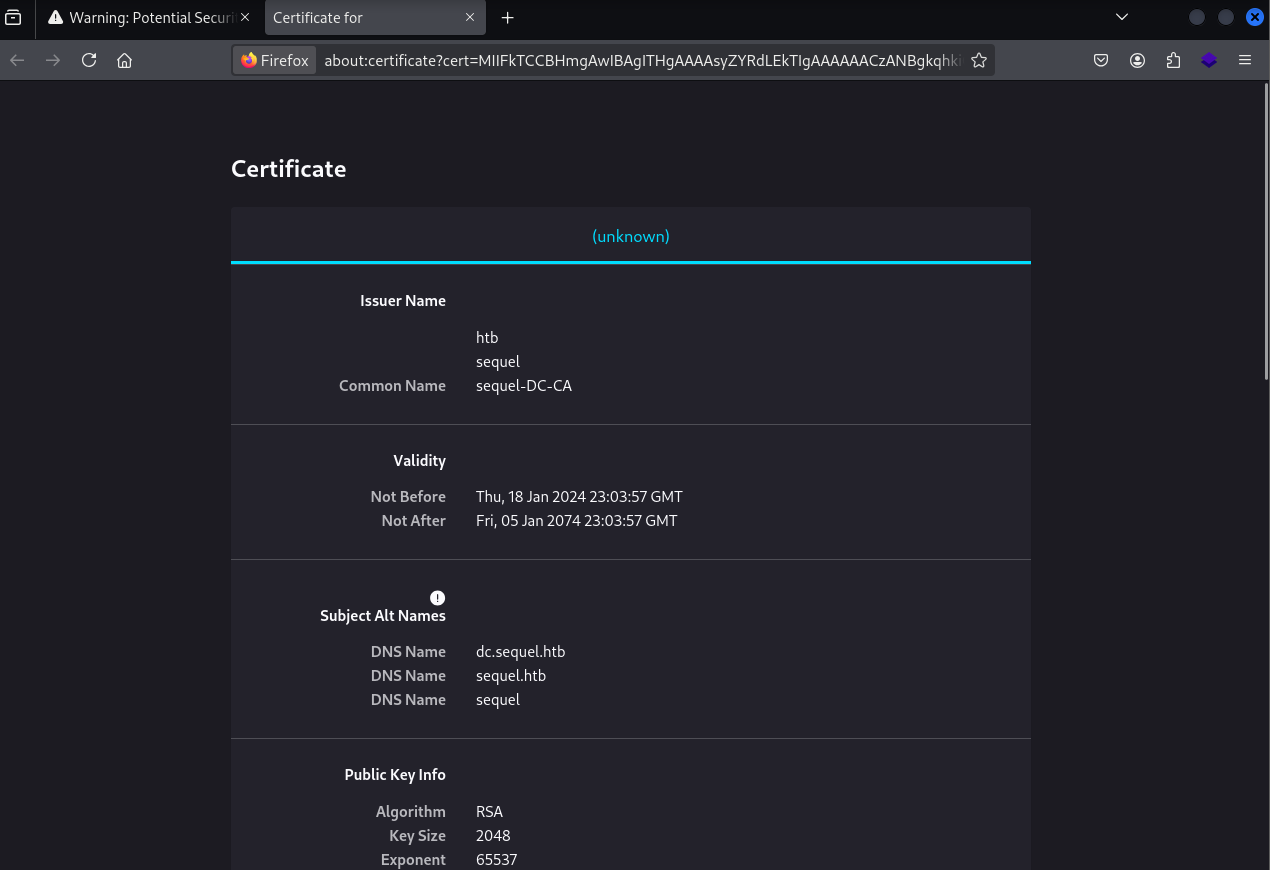 Warning: Potential Securi
Certificate for
Firefox about:certificate?cert=MIIFkTCCBHmgAwIBAgITHgAAAAsyZYRdLEkTIgAAAAAACzANBgkqhki
Certificate
(unknown)
Issuer Name
htb
sequel
Common Name sequel-DC-CA
Validity
Not Before Thu, 18 Jan 2024 23:03:57 GMT
Not After Fri, 05 Jan 2074 23:03:57 GMT
Subject Alt Names
DNS Name dc.sequel.htb
DNS Name sequel.htb
DNS Name sequel
Public Key Info
Algorithm RSA
Key Size 2048
Exponent 65537